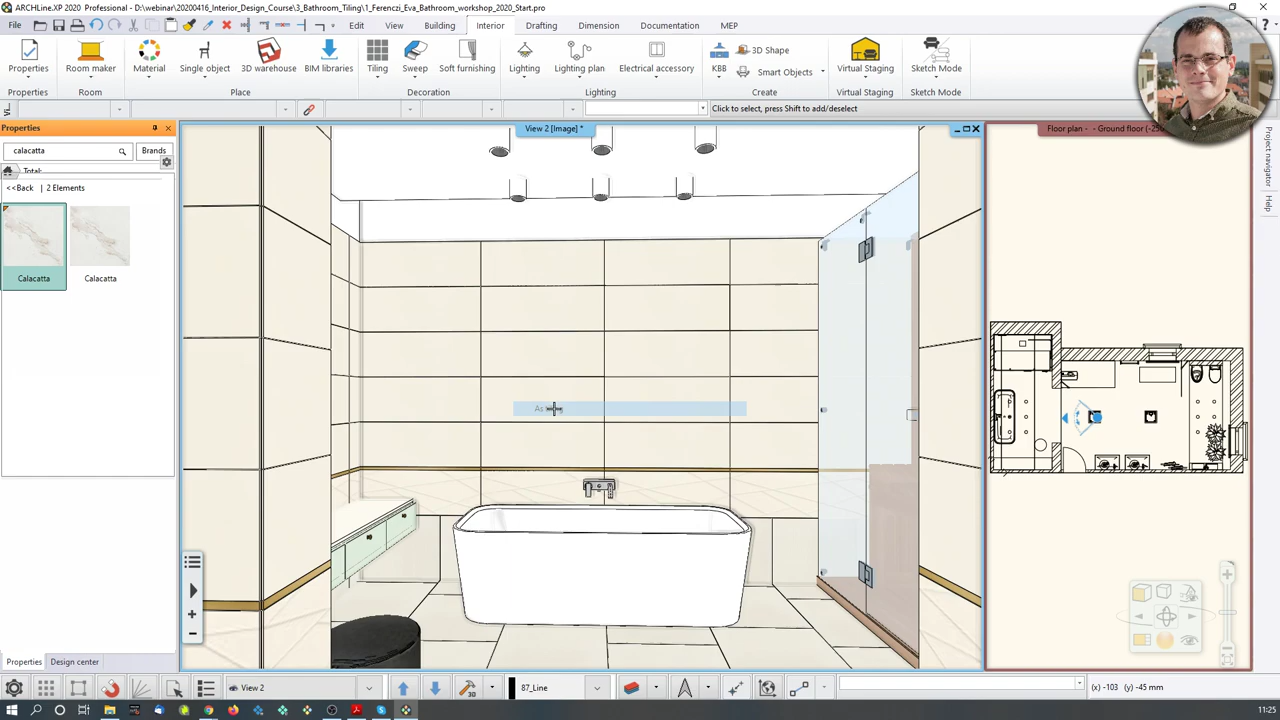 ARCHLine.XP 2020 Professional - D:\webinar\20200416_Interior_Design_Course\3_Bathroom_Tiling\1_Ferenczi_Eva_Bathroom_workshop_2020_Start.pro
File
Edit
View
Building
Interior
Drafting
Dimension
Documentation
MEP
Properties
Room maker
Material
Single object
3D warehouse
BIM libraries
Tiling
Sweep
Soft furnishing
Lighting
Lighting plan
Electrical accessory
KBB
3D Shape
Smart Objects
Virtual Staging
Sketch Mode
Properties
Room
Place
Lighting
Create
Virtual Staging
Sketch Mode
Click to select, press Shift to add/deselect
Properties
View 2 [Image] *
Floor plan - - Ground floor
calacatta
Brands
Total:
<<Back | 2 Elements
Calacatta
Calacatta
Project navigator
Help
Properties
Design center
View 2
87_Line
(x) -103 (y) -45 mm
11:25